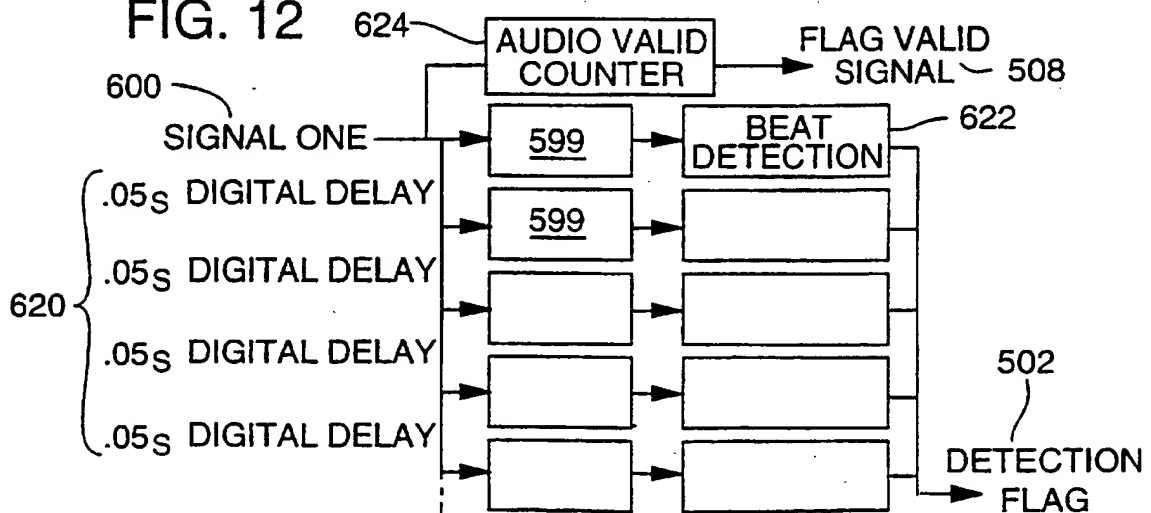 FIG. 12
624
AUDIO VALID
COUNTER
FLAG VALID
SIGNAL
508
600
SIGNAL ONE
599
BEAT
DETECTION
622
.05s DIGITAL DELAY
599
.05s DIGITAL DELAY
620
.05s DIGITAL DELAY
502
.05s DIGITAL DELAY
DETECTION
FLAG